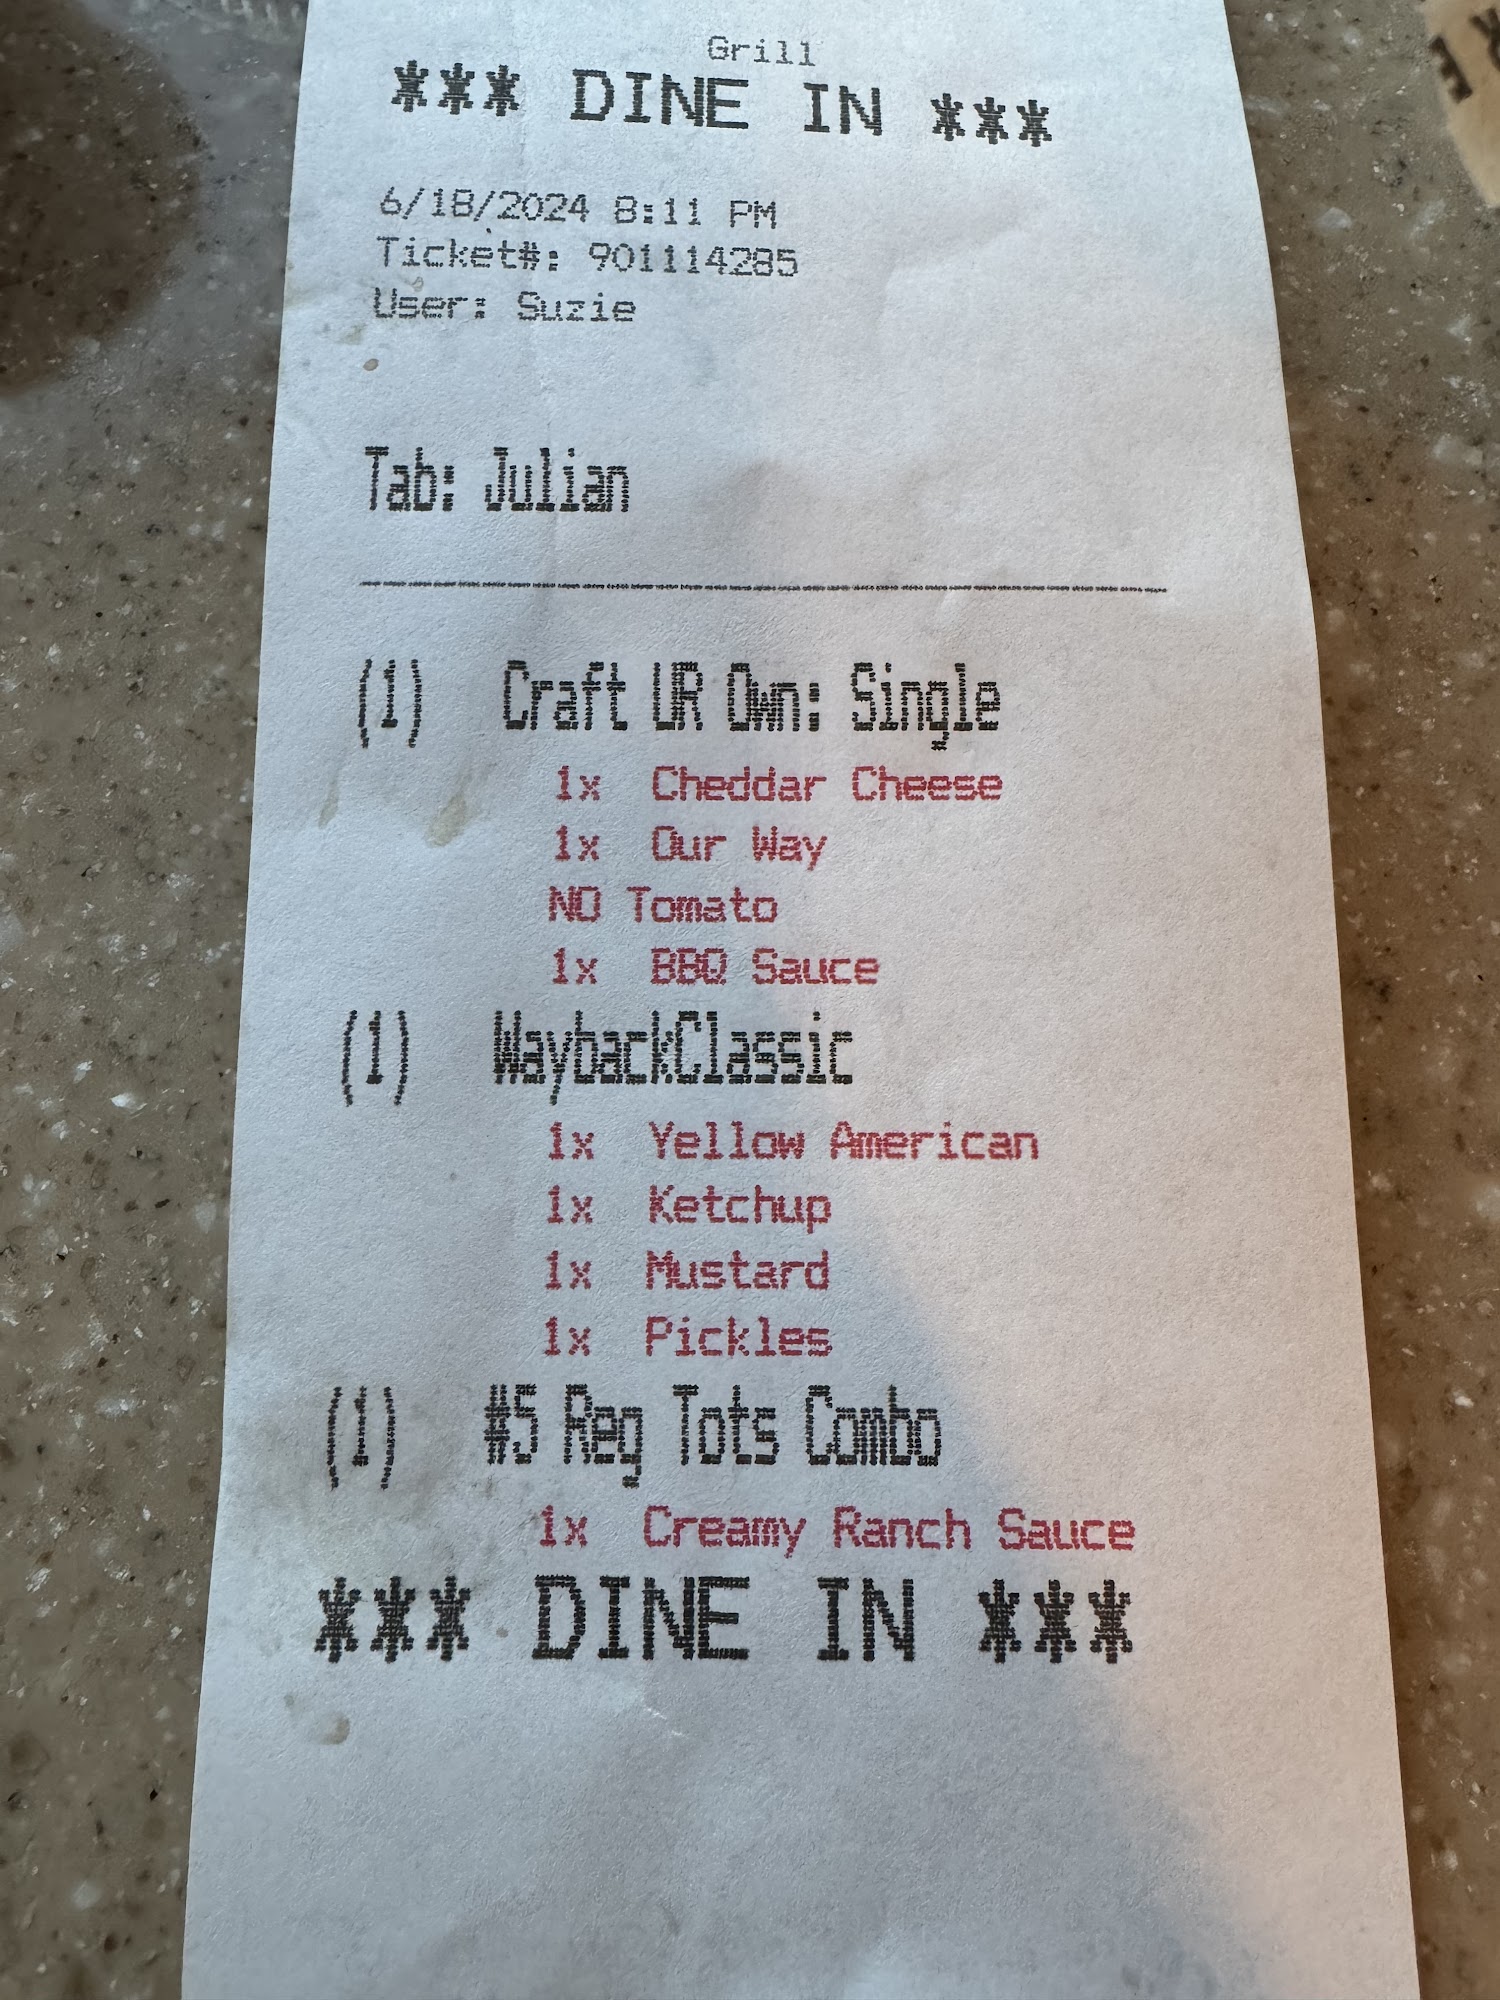 Grill
*** DINE IN ***
6/18/2024 8:11 PM
Ticket#: 901114285
User: Suzie
Tab: Julian
(1) Craft UR Own: Single
1x Cheddar Cheese
1x Our Way
NO Tomato
1x BBQ Sauce
(1) WaybackClassic
1x Yellow American
1x Ketchup
1x Mustard
1x Pickles
(1) #5 Reg Tots Combo
1x Creamy Ranch Sauce
*** DINE IN ***